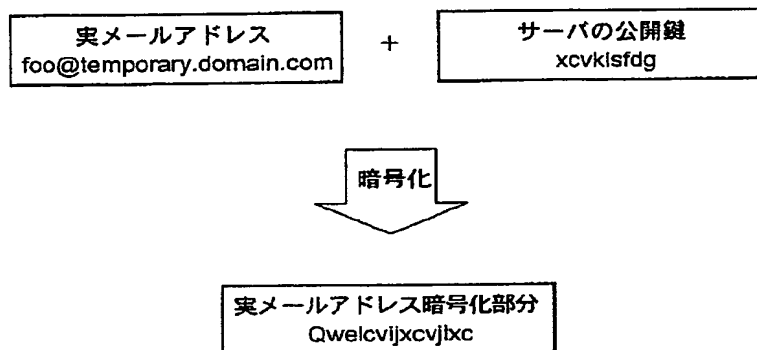 実メールアドレス
foo@temporary.domain.com
+
サーバの公開鍵
xcvklsfdg
暗号化
実メールアドレス暗号化部分
Qwelcvijxcvjlxc